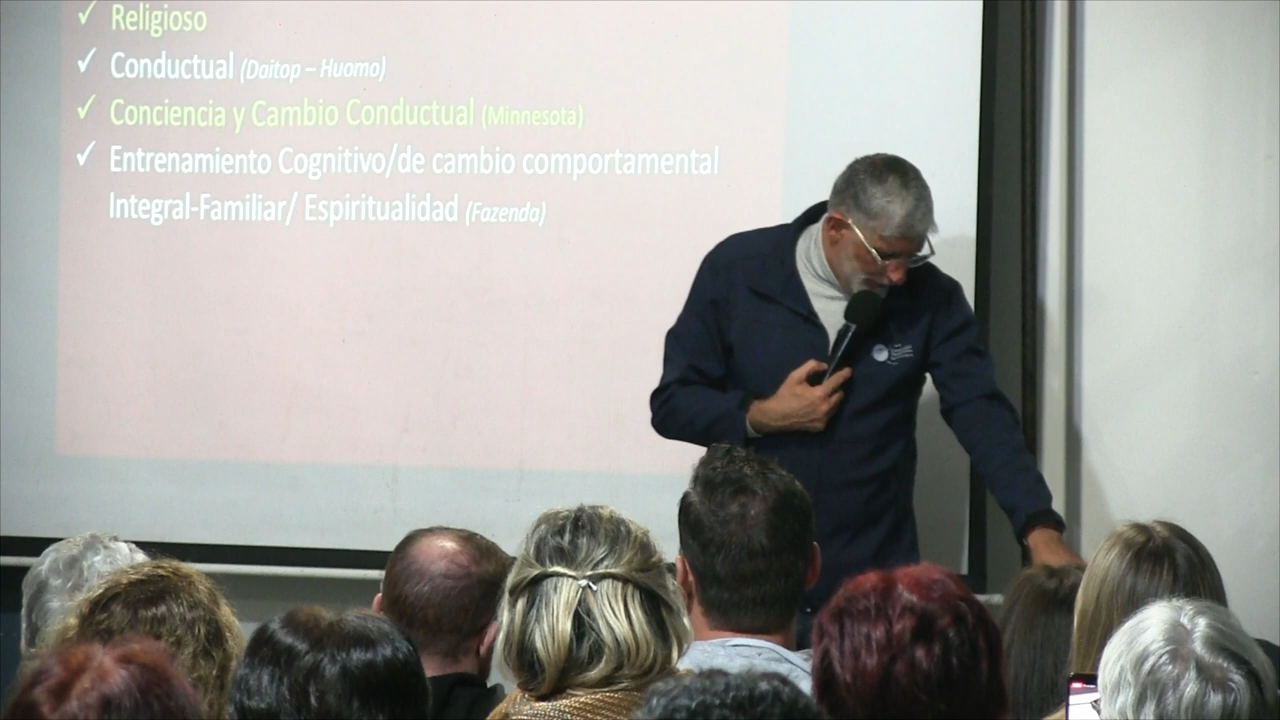 ✓ Religioso
✓ Conductual (Daitop – Huomo)
✓ Conciencia y Cambio Conductual (Minnesota)
✓ Entrenamiento Cognitivo/de cambio comportamental
Integral-Familiar/ Espiritualidad (Fazenda)